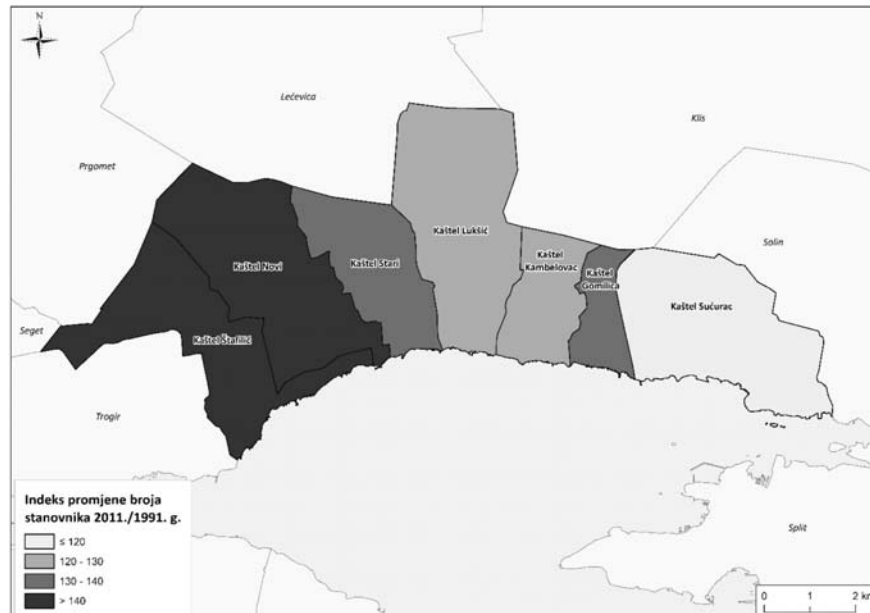 N
Lećevica
Klis
Prgomet
Solin
Kaštel Lukšić
Kaštel Novi
Kaštel Stari
Kaštel
Kambelovac
Kaštel
Gomilica
Kaštel Sućurac
Seget
Kaštel Štafilić
Trogir
Split
Indeks promjene broja
stanovnika 2011./1991. g.
≤ 120
120 - 130
130 - 140
> 140
0 1 2 km